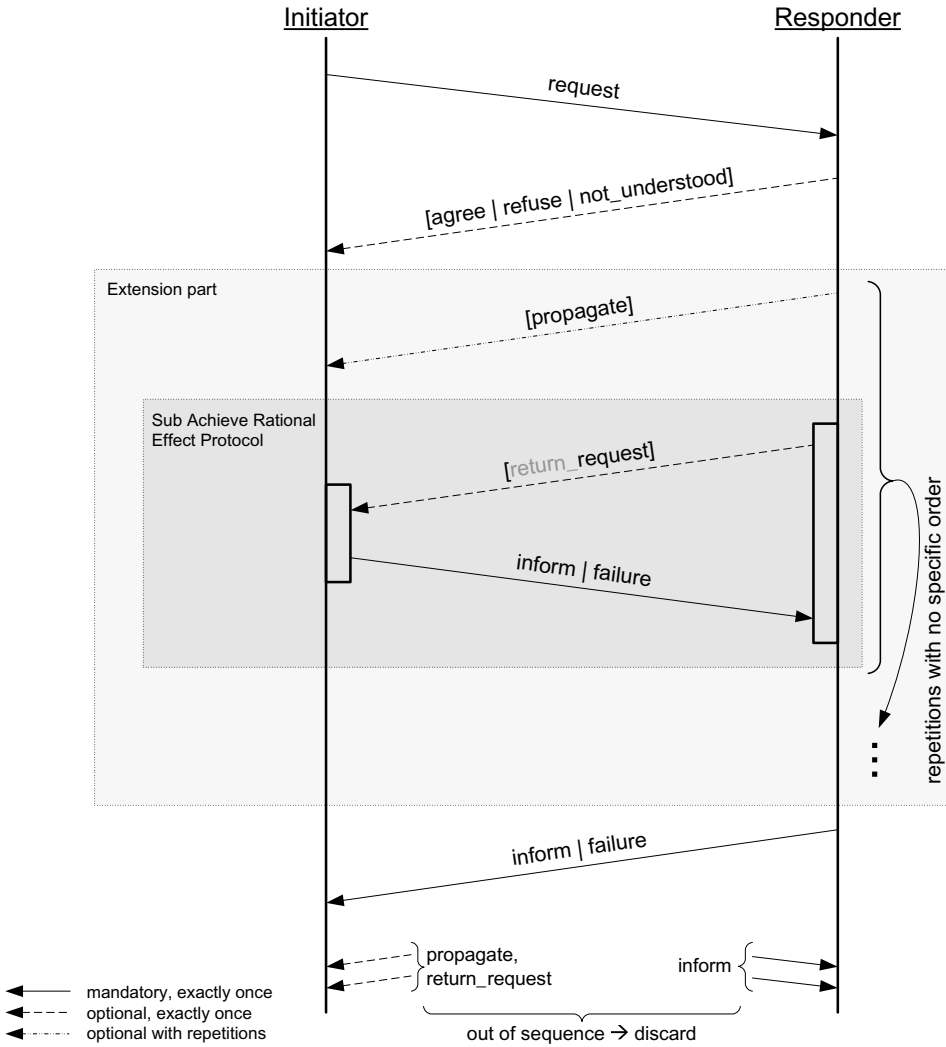 Initiator
Responder
request
[agree | refuse | not_understood]
Extension part
[propagate]
Sub Achieve Rational
Effect Protocol
[return_request]
inform | failure
repetitions with no specific order
inform | failure
propagate,
return_request
inform
mandatory, exactly once
optional, exactly once
optional with repetitions
out of sequence → discard